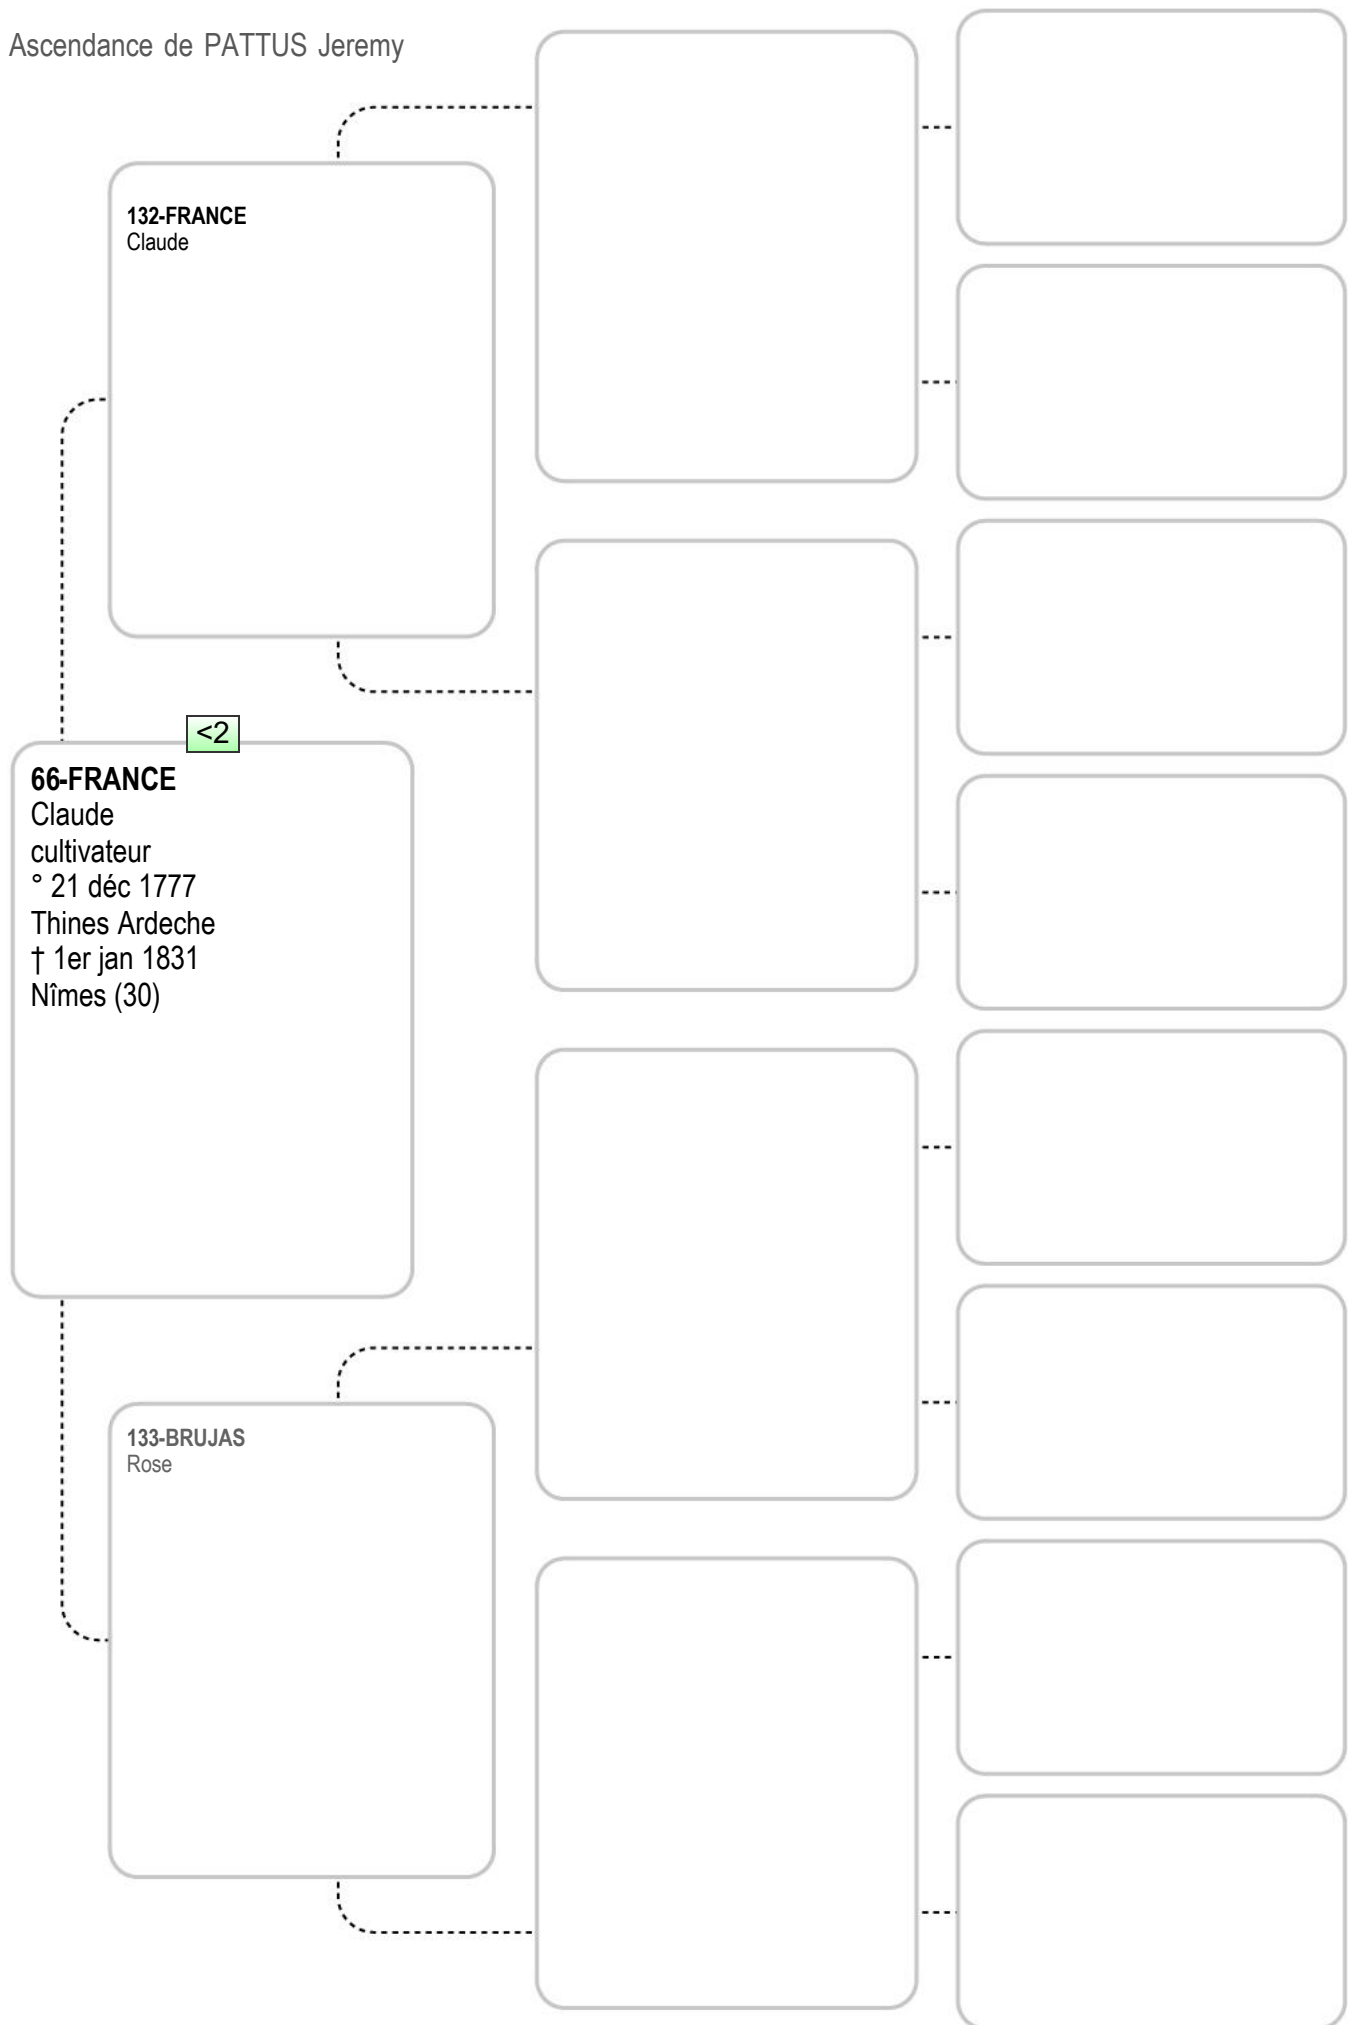 Ascendance de PATTUS Jeremy
132-FRANCE
Claude
<2
66-FRANCE
Claude
cultivateur
° 21 déc 1777
Thines Ardeche
† 1er jan 1831
Nîmes (30)
133-BRUJAS
Rose